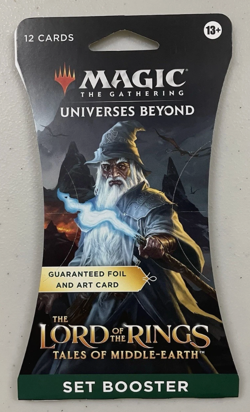 12 CARDS
13+
MAGIC
THE GATHERING
UNIVERSES BEYOND
GUARANTEED FOIL
AND ART CARD
THE
LORD OF THE RINGS
TALES OF MIDDLE-EARTH™
SET BOOSTER